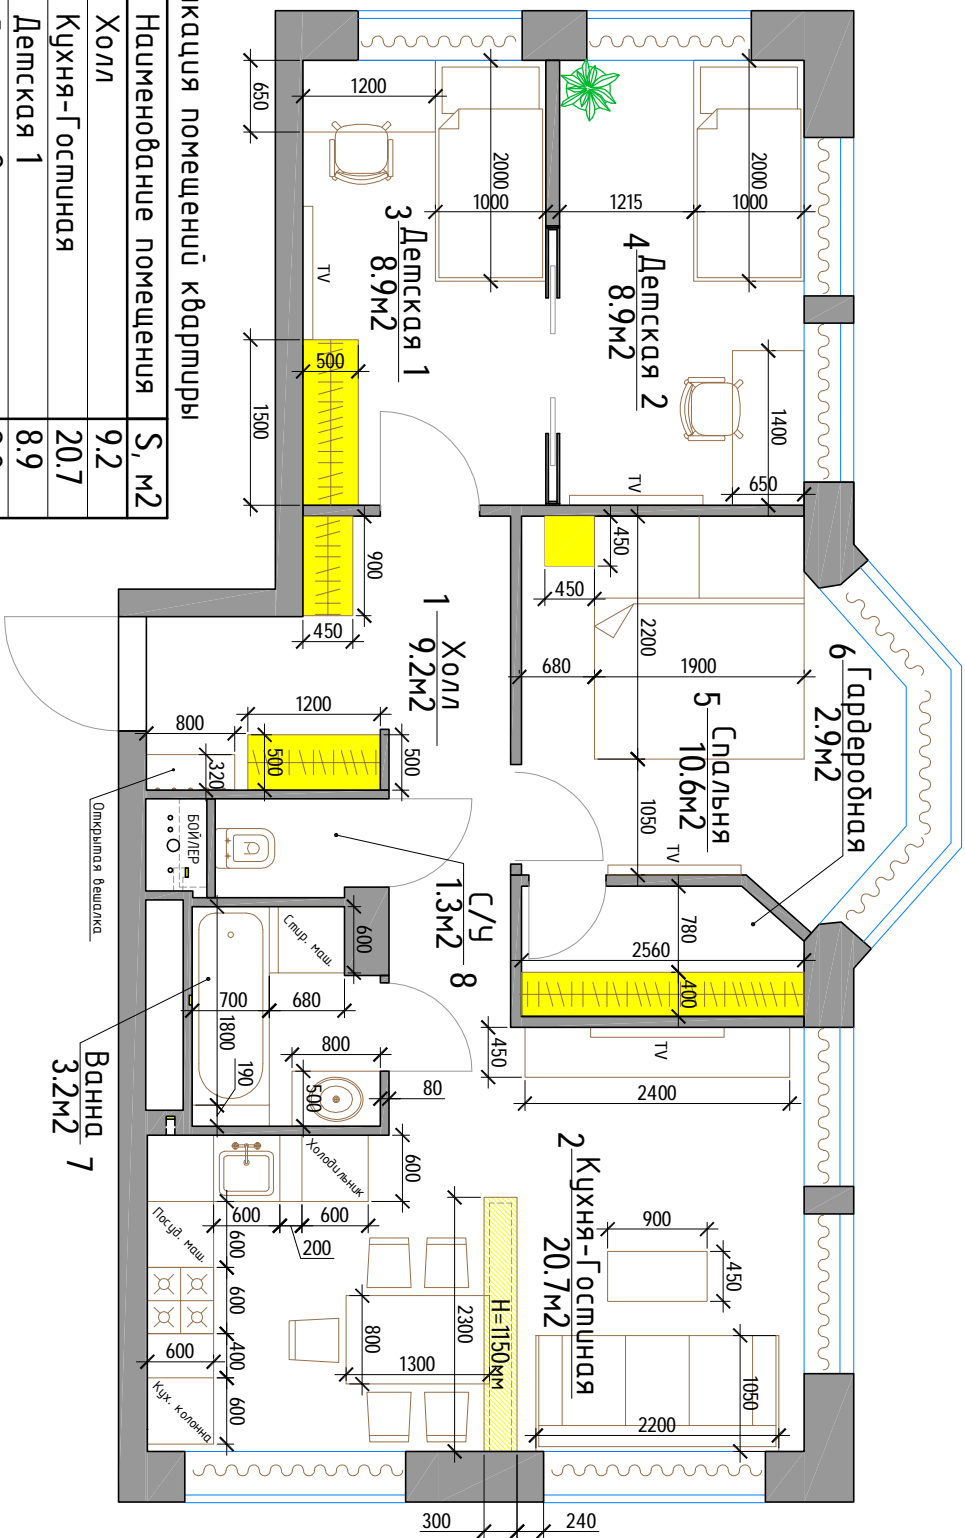 кация помещений квартиры
Наименование помещения S, м2
Холл 9.2
Кухня-Гостиная 20.7
Детская 1 8.9
650
1200
2000
1000
1215
2000
1000
3 Детская 1
8.9м2
4 Детская 2
8.9м2
TV
500
1500
1400
650
TV
900
450
450
450
2200
680
1900
1 Холл
9.2м2
5 Спальня
10.6м2
6 Гардеробная
2.9м2
1200
800
500
320
500
1050
TV
Открытая вешалка
БОЙЛЕР
С/У 8
1.3м2
780
2560
400
600
Стир. маш.
700
680
1800
190
800
500
80
Ванна 7
3.2м2
450
TV
2400
Холодильник
600
600
600
200
Посуд. маш.
600
600
400
600
600
Кух. колонна
2 Кухня-Гостиная
20.7м2
900
450
2300
H=1150мм
800
1300
1050
2200
300
240